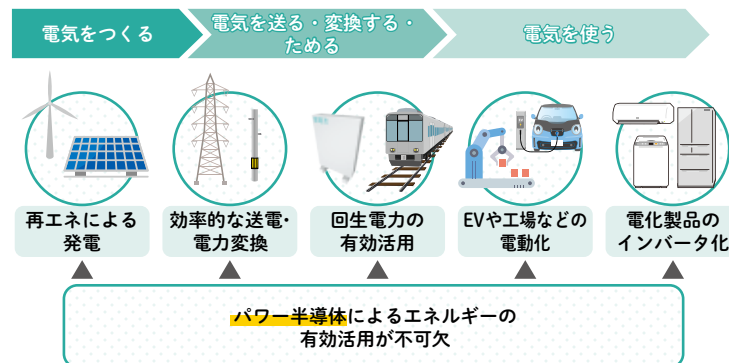 電気をつくる
電気を送る・変換する・
ためる
電気を使う
再エネによる
発電
効率的な送電・
電力変換
回生電力の
有効活用
EVや工場などの
電動化
電化製品の
インバータ化
パワー半導体によるエネルギーの
有効活用が不可欠